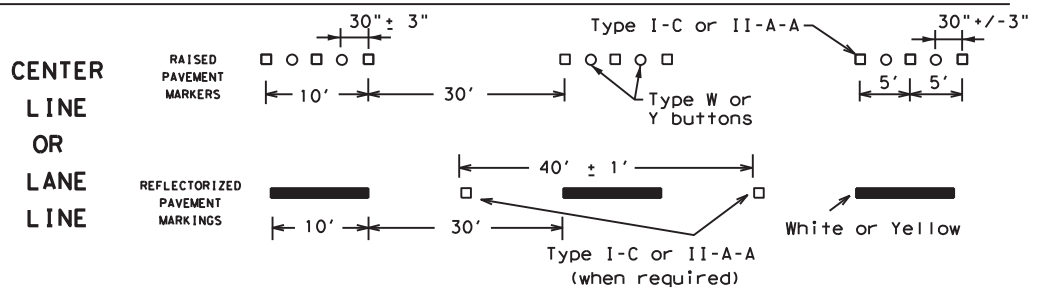 CENTER
LINE
OR
LANE
LINE
RAISED
PAVEMENT
MARKERS
30"± 3"
Type I-C or II-A-A
30"+/-3"
10'
30'
5'
5'
Type W or
Y buttons
REFLECTORIZED
PAVEMENT
MARKINGS
40' ± 1'
10'
30'
White or Yellow
Type I-C or II-A-A
(when required)